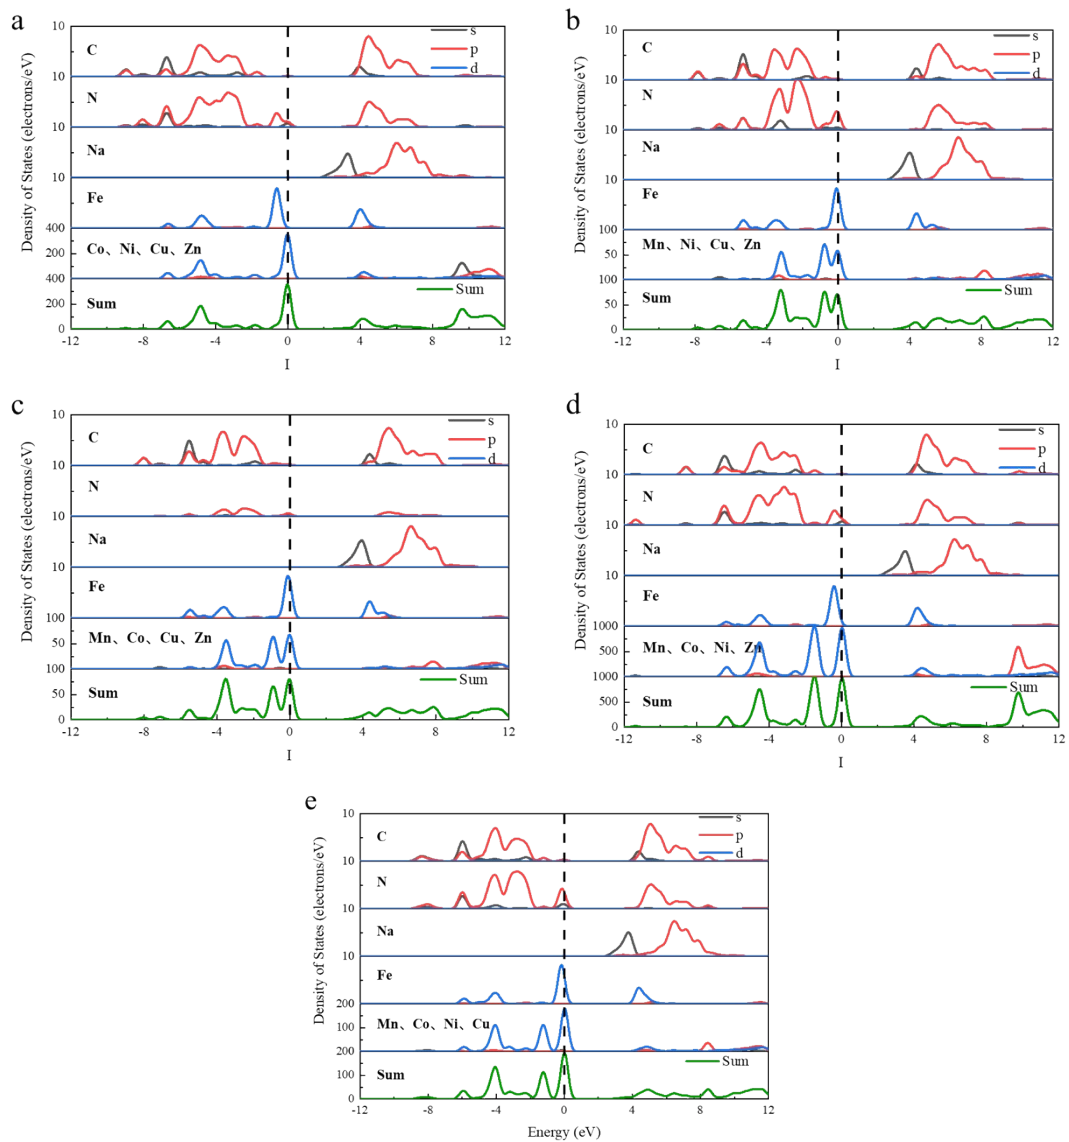 a
10
C
s
p
d
10
N
10
Na
10
Fe
400
Co、Ni、Cu、Zn
200
400
Sum
Sum
200
0
-12 -8 -4 0 4 8 12
I
Density of States (electrons/eV)
b
10
C
s
p
d
10
N
10
Na
10
Fe
100
Mn、Ni、Cu、Zn
50
100
Sum
Sum
50
0
-12 -8 -4 0 4 8 12
I
Density of States (electrons/eV)
c
10
C
s
p
d
10
N
10
Na
10
Fe
100
Mn、Co、Cu、Zn
50
100
Sum
Sum
50
0
-12 -8 -4 0 4 8 12
I
Density of States (electrons/eV)
d
10
C
s
p
d
10
N
10
Na
10
Fe
1000
Mn、Co、Ni、Zn
500
1000
Sum
Sum
500
0
-12 -8 -4 0 4 8 12
I
Density of States (electrons/eV)
e
10
C
s
p
d
10
N
10
Na
10
Fe
200
Mn、Co、Ni、Cu
100
200
Sum
Sum
100
0
-12 -8 -4 0 4 8 12
Energy (eV)
Density of States (electrons/eV)